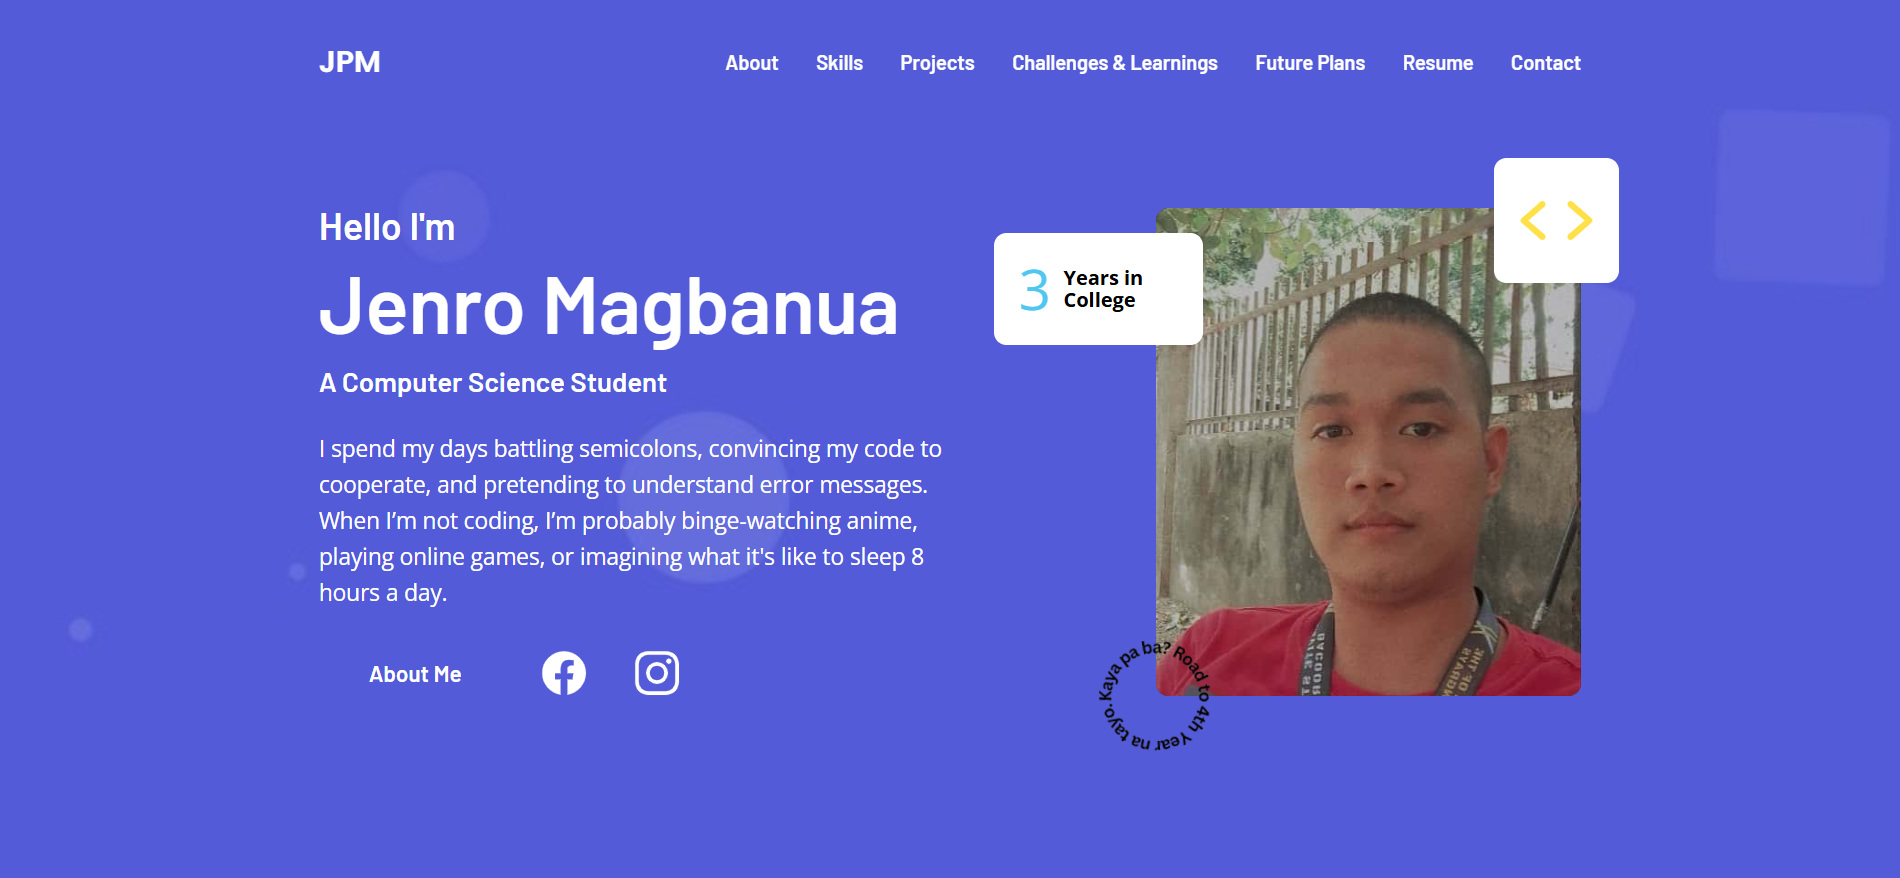 JPM
About Skills Projects Challenges & Learnings Future Plans Resume Contact
Hello I'm
Jenro Magbanua
A Computer Science Student
I spend my days battling semicolons, convincing my code to
cooperate, and pretending to understand error messages.
When I’m not coding, I’m probably binge-watching anime,
playing online games, or imagining what it's like to sleep 8
hours a day.
About Me
3
Years in
College
< >
Kaya pa ba? Road to 4th Year na tayo.